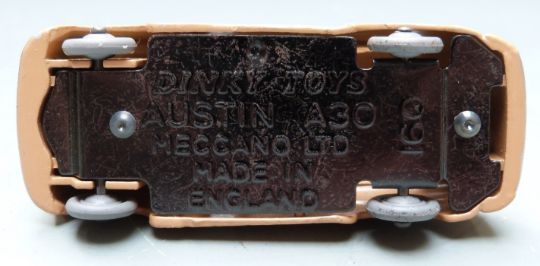 DINKY TOYS
AUSTIN A30
MECCANO LTD
MADE IN
ENGLAND
160